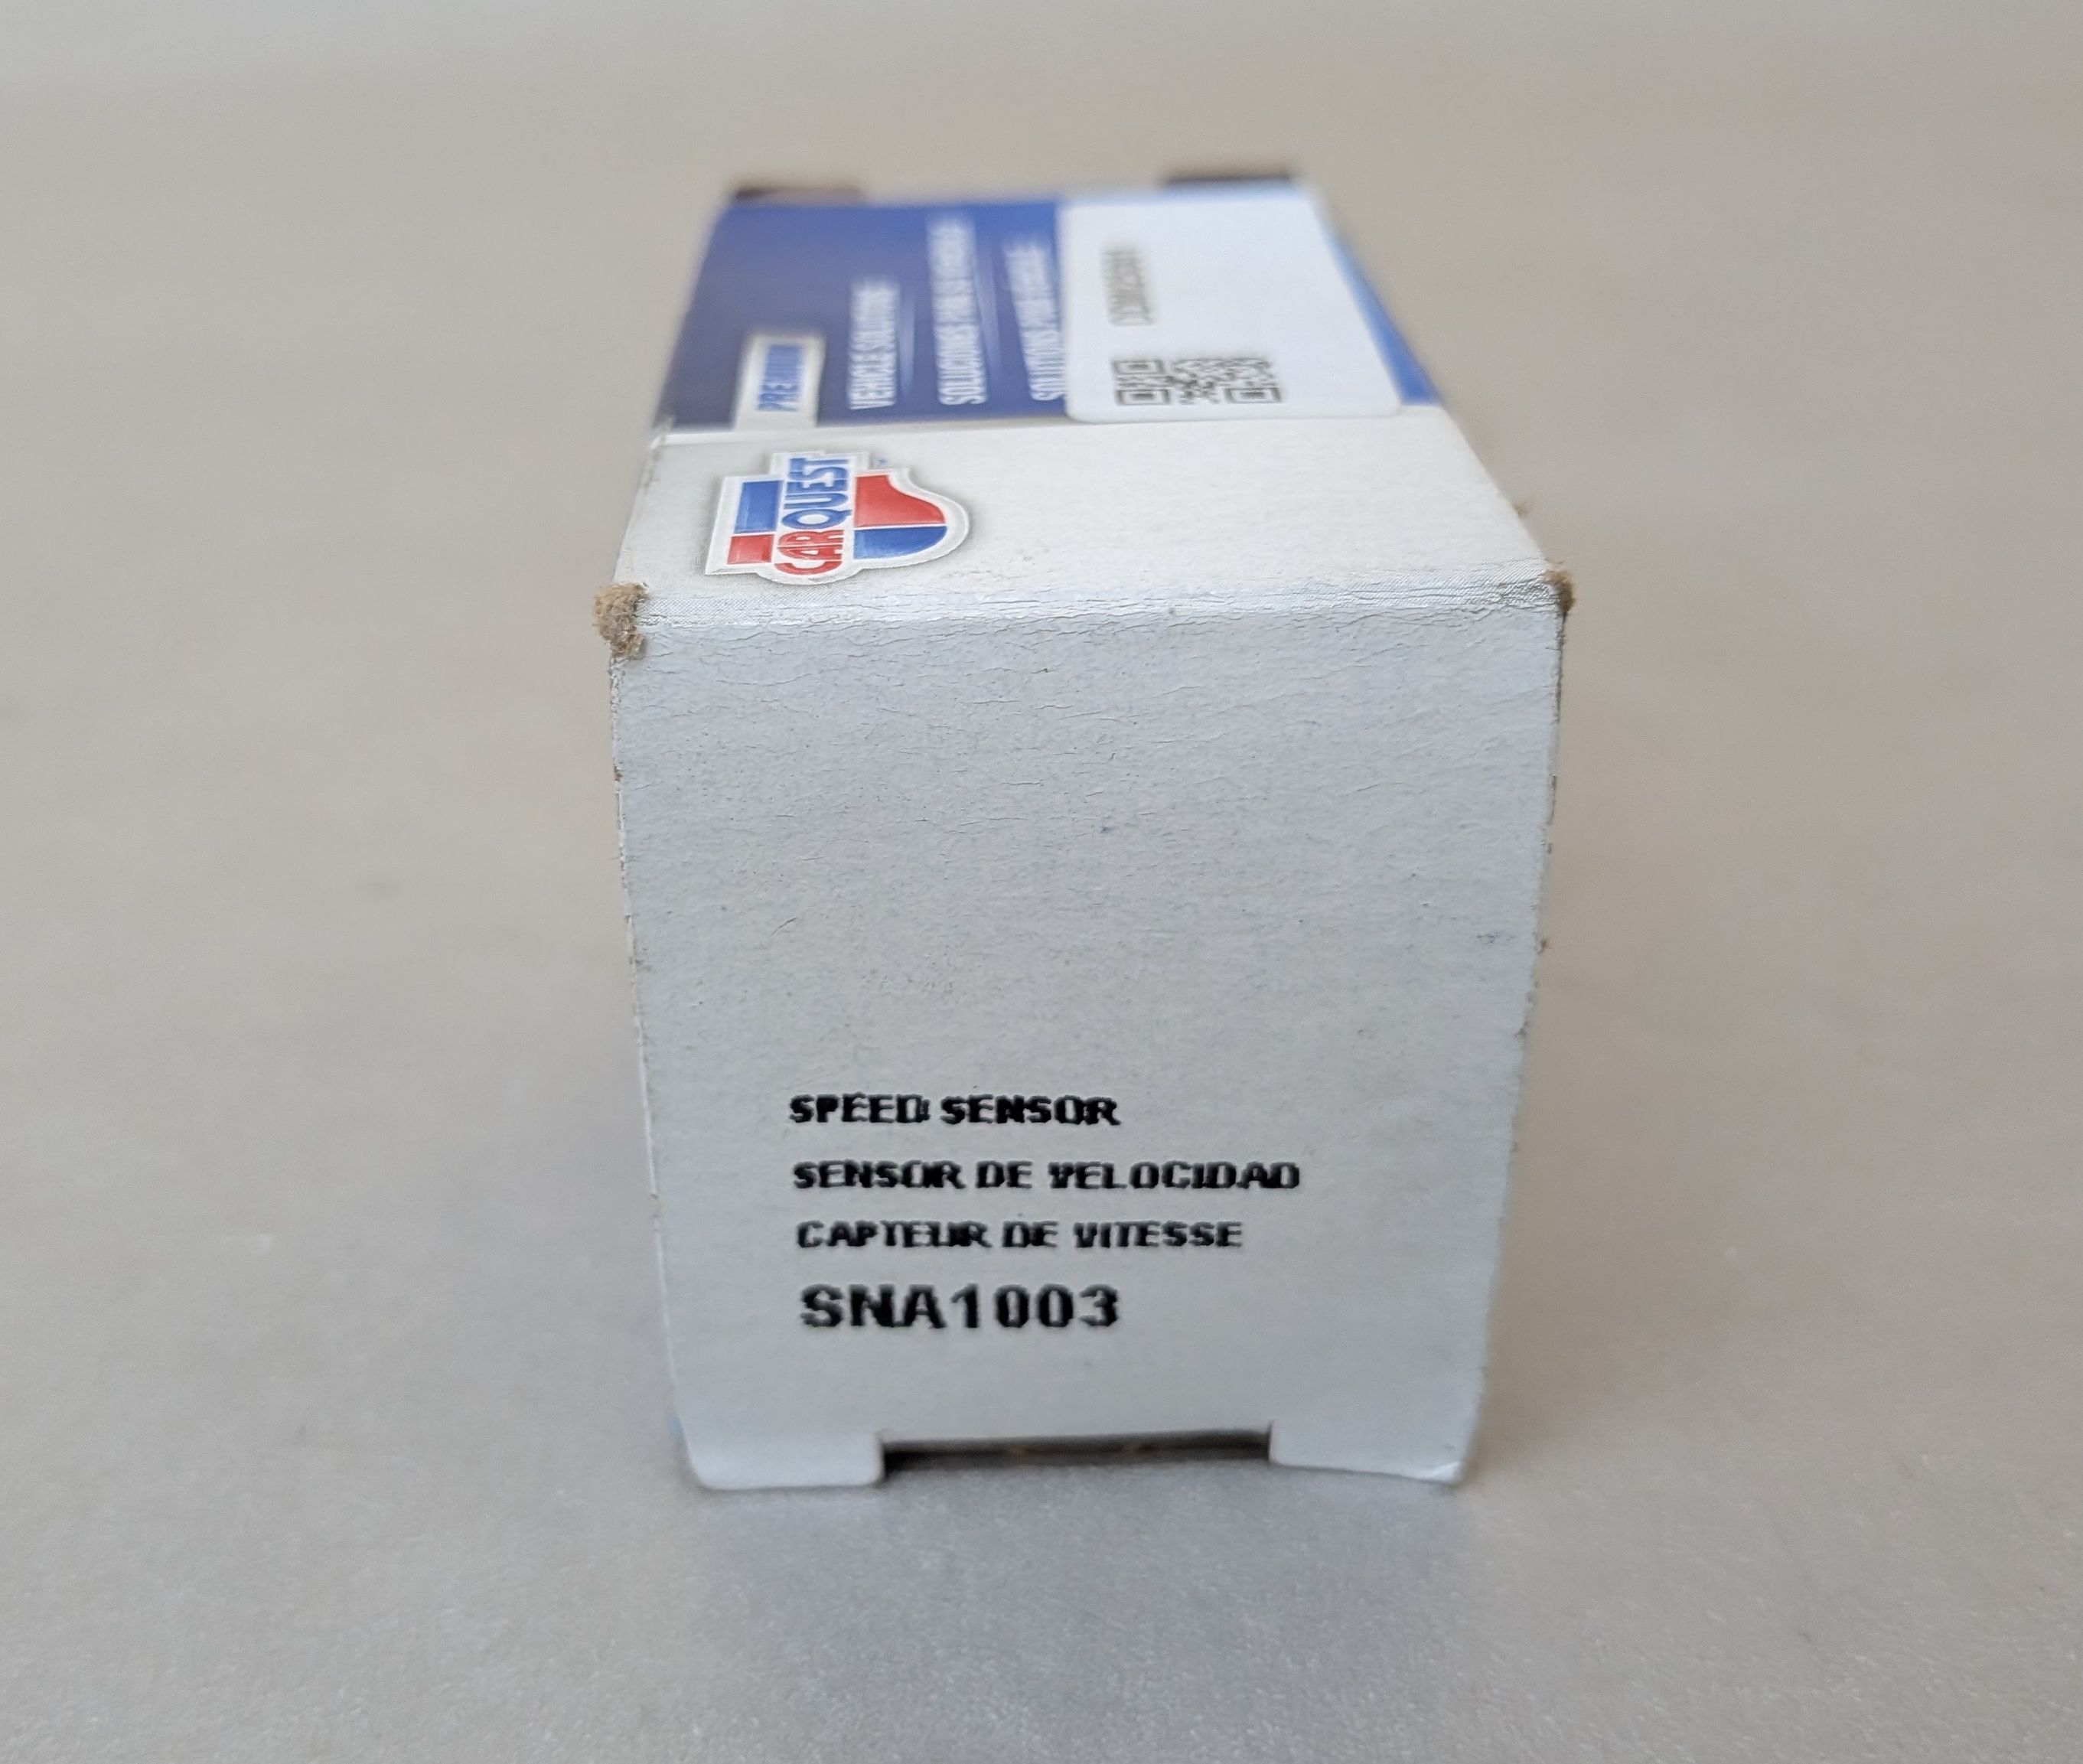 PREMIUM
VEHICLE SOLUTIONS
SOLUCIONES PARA SU VEHÍCULO
SOLUTIONS POUR VÉHICULE
CARQUEST
SPEED SENSOR
SENSOR DE VELOCIDAD
CAPTEUR DE VITESSE
SNA1003